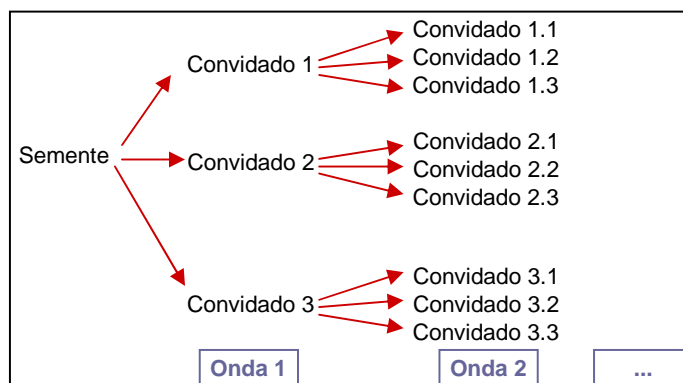 Semente
Convidado 1
Convidado 1.1
Convidado 1.2
Convidado 1.3
Convidado 2
Convidado 2.1
Convidado 2.2
Convidado 2.3
Convidado 3
Convidado 3.1
Convidado 3.2
Convidado 3.3
Onda 1
Onda 2
...